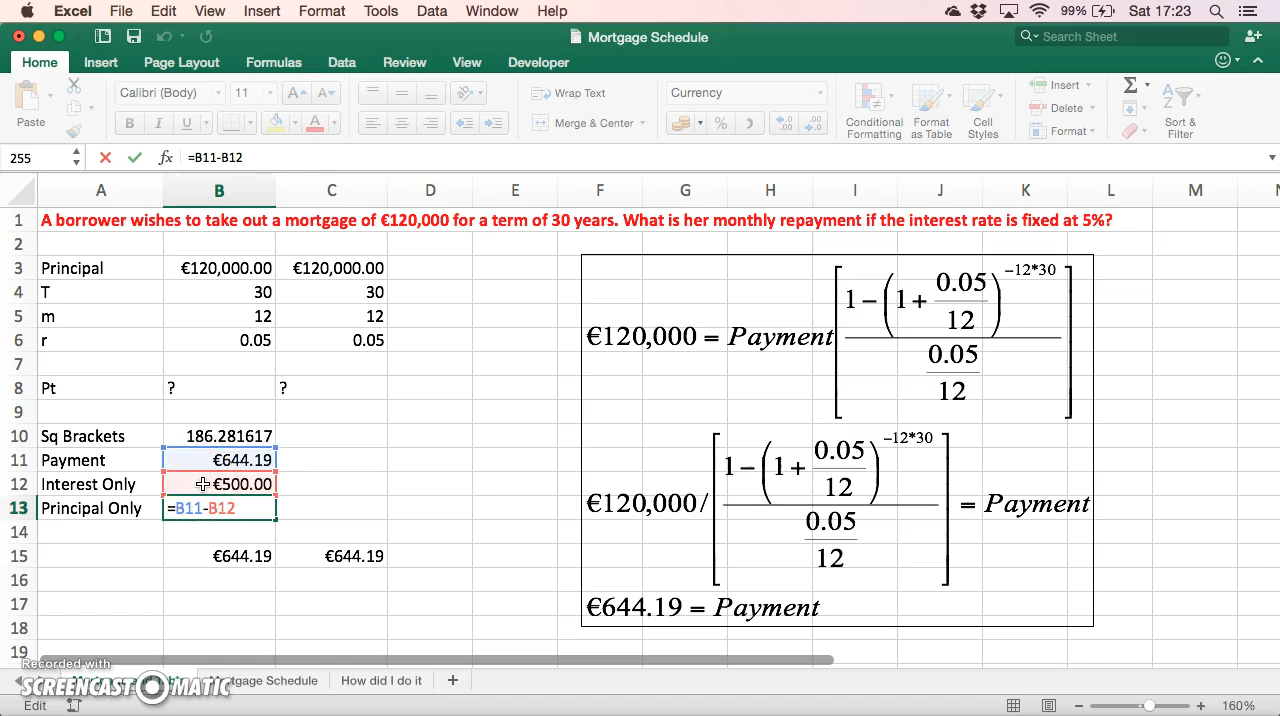 Excel File Edit View Insert Format Tools Data Window Help 99% Sat 17:23
Mortgage Schedule
Search Sheet
Home Insert Page Layout Formulas Data Review View Developer
Paste
Calibri (Body) 11 A A
B I U A
Wrap Text
Merge & Center
Currency
%
Conditional Formatting
Format as Table
Cell Styles
Insert
Delete
Format
Sort & Filter
255 fx =B11-B12
A B C D E F G H I J K L M N
1 A borrower wishes to take out a mortgage of €120,000 for a term of 30 years. What is her monthly repayment if the interest rate is fixed at 5%?
2
3 Principal €120,000.00 €120,000.00
4 T 30 30
5 m 12 12
6 r 0.05 0.05
7
8 Pt ? ?
9
10 Sq Brackets 186.281617
11 Payment €644.19
12 Interest Only €500.00
13 Principal Only =B11-B12
14
15 €644.19 €644.19
16
17
18
19
€120,000 = Payment [ 1 − ( 1 + 0.05 / 12 ) −12*30 / 0.05 / 12 ]
€120,000 / [ 1 − ( 1 + 0.05 / 12 ) −12*30 / 0.05 / 12 ] = Payment
€644.19 = Payment
Recorded with
SCREENCAST MATIC
Mortgage Schedule How did I do it +
Edit 160%